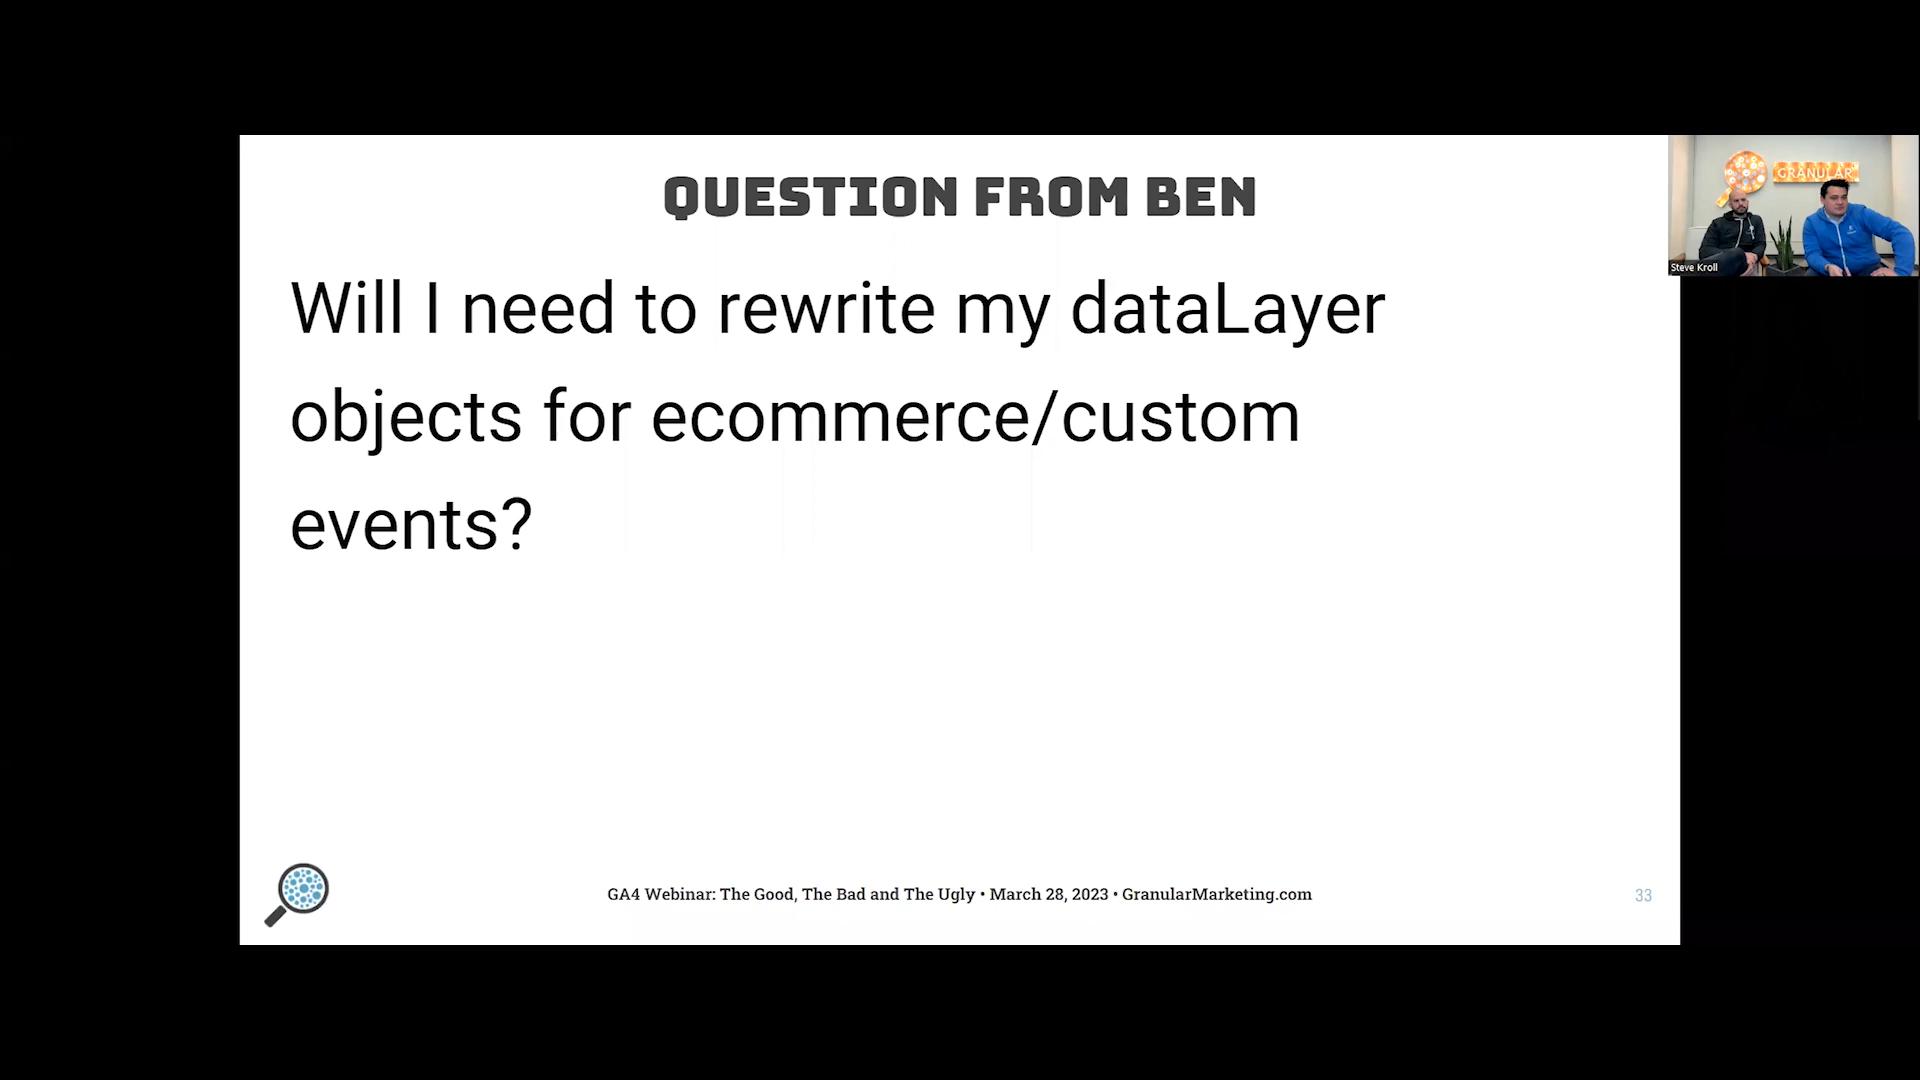 QUESTION FROM BEN
Will I need to rewrite my dataLayer
objects for ecommerce/custom
events?
GRANULAR
Steve Kroll
GA4 Webinar: The Good, The Bad and The Ugly • March 28, 2023 • GranularMarketing.com
33